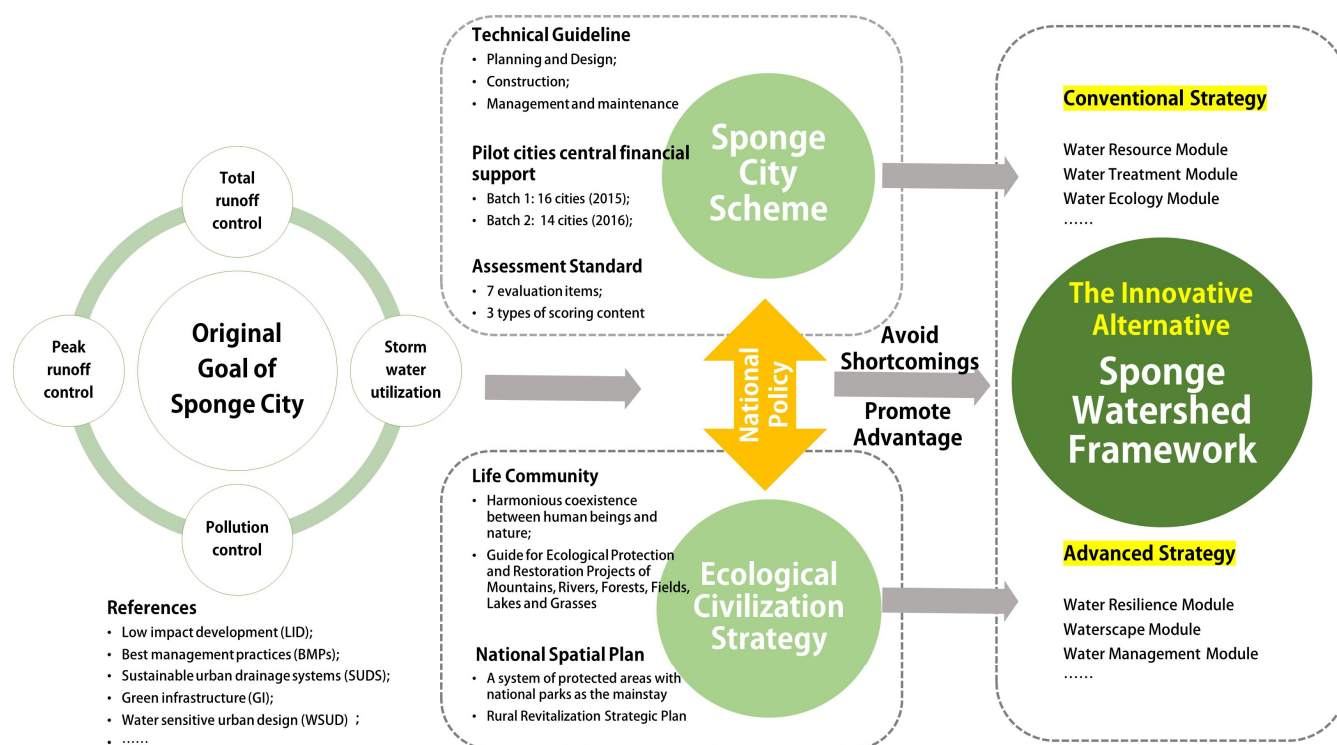 Total
runoff
control
Peak
runoff
control
Original
Goal of
Sponge City
Storm
water
utilization
Pollution
control
References
• Low impact development (LID);
• Best management practices (BMPs);
• Sustainable urban drainage systems (SUDS);
• Green infrastructure (GI);
• Water sensitive urban design (WSUD) ;
• ……
Technical Guideline
• Planning and Design;
• Construction;
• Management and maintenance
Pilot cities central financial
support
• Batch 1: 16 cities (2015);
• Batch 2: 14 cities (2016);
Assessment Standard
• 7 evaluation items;
• 3 types of scoring content
Sponge
City
Scheme
National
Policy
Avoid
Shortcomings
Promote
Advantage
Life Community
• Harmonious coexistence
between human beings and
nature;
• Guide for Ecological Protection
and Restoration Projects of
Mountains, Rivers, Forests, Fields,
Lakes and Grasses
National Spatial Plan
• A system of protected areas with
national parks as the mainstay
• Rural Revitalization Strategic Plan
Ecological
Civilization
Strategy
Conventional Strategy
Water Resource Module
Water Treatment Module
Water Ecology Module
……
The Innovative
Alternative
Sponge
Watershed
Framework
Advanced Strategy
Water Resilience Module
Waterscape Module
Water Management Module
……